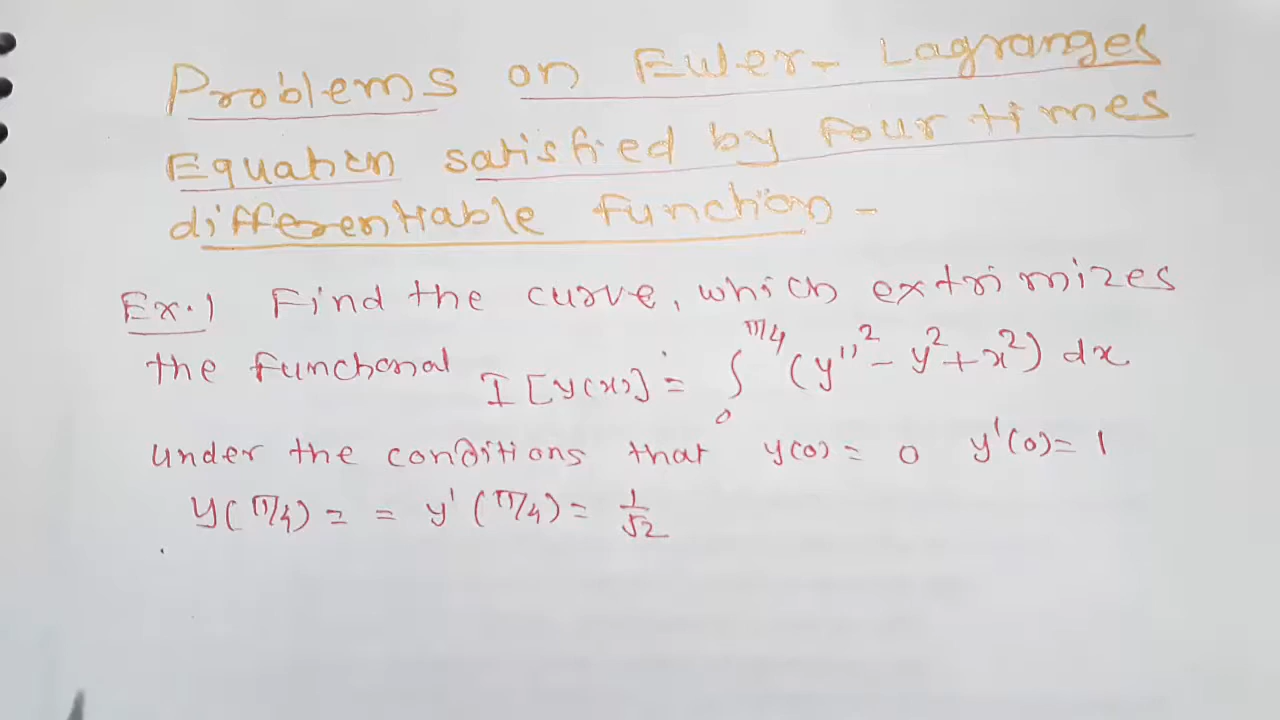 Problems on Euler- Lagranges
Equation satisfied by four times
differentiable function -
Ex.1 Find the curve, which extrimizes
the functional I[y(x)] = ∫₀^{π/4} (y''² - y² + x²) dx
under the conditions that y(0) = 0 y'(0) = 1
y(π/4) = = y'(π/4) = 1/√2